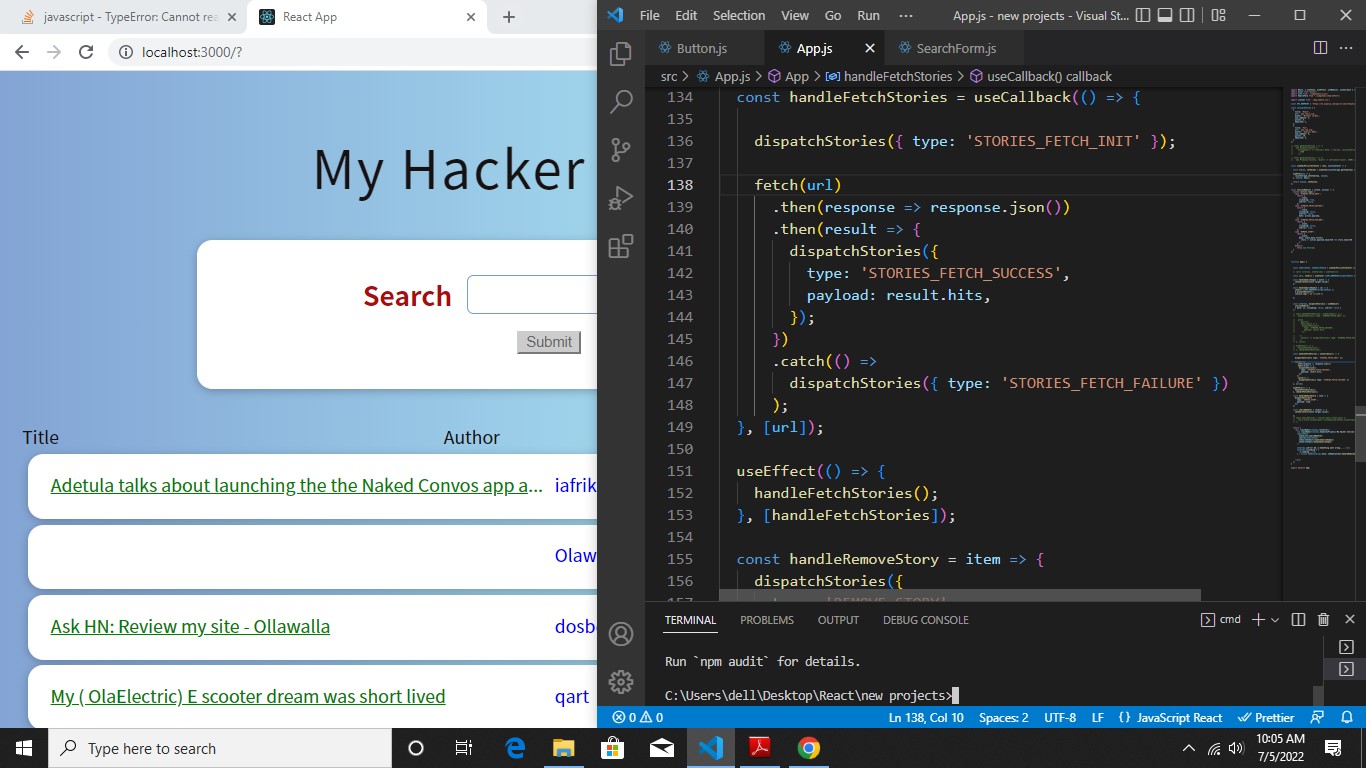 javascript - TypeError: Cannot rea
React App
localhost:3000/?
My Hacker
Search
Submit
Title Author
Adetula talks about launching the the Naked Convos app a... iafrik
Olaw
Ask HN: Review my site - Ollawalla dosb
My ( OlaElectric) E scooter dream was short lived qart
File Edit Selection View Go Run ··· App.js - new projects - Visual St...
Button.js App.js SearchForm.js
src > App.js > App > handleFetchStories > useCallback() callback
134 const handleFetchStories = useCallback(() => {
135
136 dispatchStories({ type: 'STORIES_FETCH_INIT' });
137
138 fetch(url)
139 .then(response => response.json())
140 .then(result => {
141 dispatchStories({
142 type: 'STORIES_FETCH_SUCCESS',
143 payload: result.hits,
144 });
145 })
146 .catch(() =>
147 dispatchStories({ type: 'STORIES_FETCH_FAILURE' })
148 );
149 }, [url]);
150
151 useEffect(() => {
152 handleFetchStories();
153 }, [handleFetchStories]);
154
155 const handleRemoveStory = item => {
156 dispatchStories({
TERMINAL PROBLEMS OUTPUT DEBUG CONSOLE cmd
Run `npm audit` for details.
C:\Users\dell\Desktop\React\new projects>
0 0 Ln 138, Col 10 Spaces: 2 UTF-8 LF {} JavaScript React Prettier
Type here to search
10:05 AM
7/5/2022